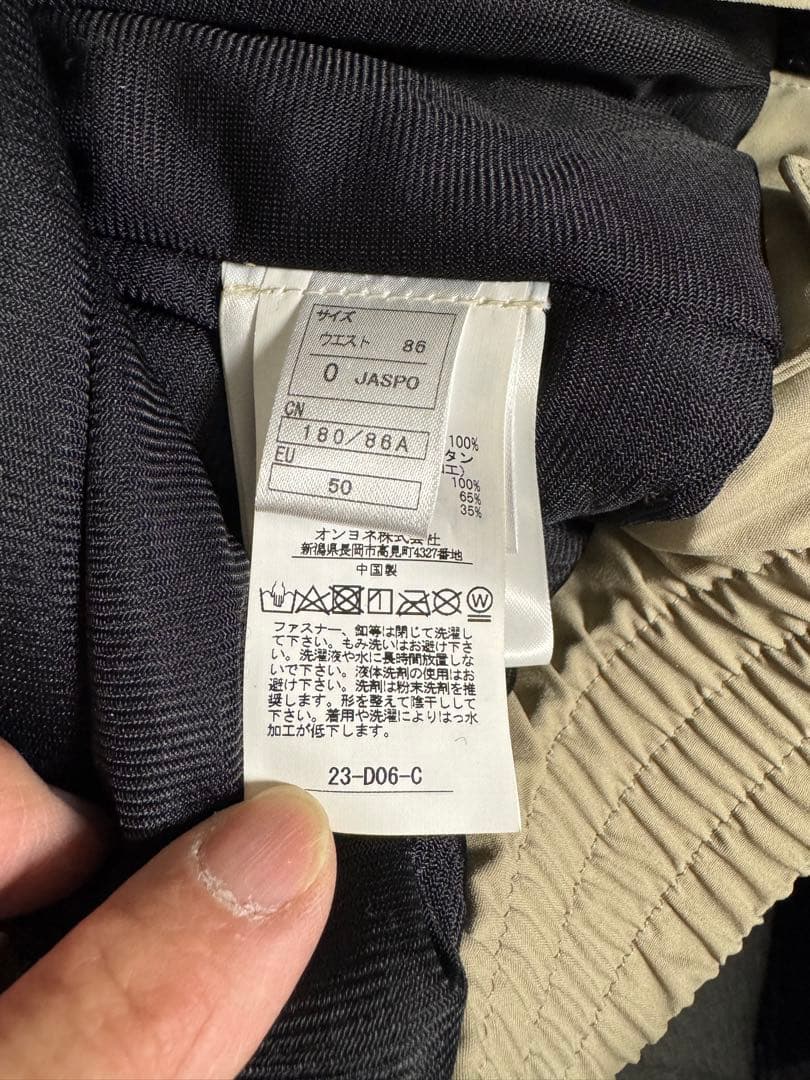 サイズ
ウエスト 86
0 JASPO
CN
180/86A
EU
50
100%
タン
工)
100%
65%
35%
オンヨネ株式会社
新潟県長岡市高見町4327番地
中国製
W
ファスナー、釦等は閉じて洗濯し
て下さい。もみ洗いはお避け下さ
い。洗濯液や水に長時間放置しな
いで下さい。液体洗剤の使用はお
避け下さい。洗剤は粉末洗剤を推
奨します。形を整えて陰干しして
下さい。着用や洗濯によりはっ水
加工が低下します。
23-D06-C